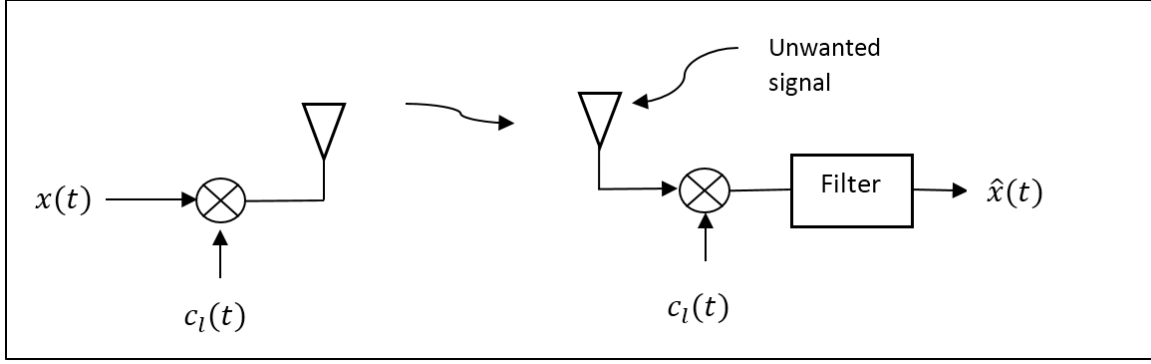 Unwanted
signal
x(t)
Filter
x̂(t)
c_l(t)
c_l(t)